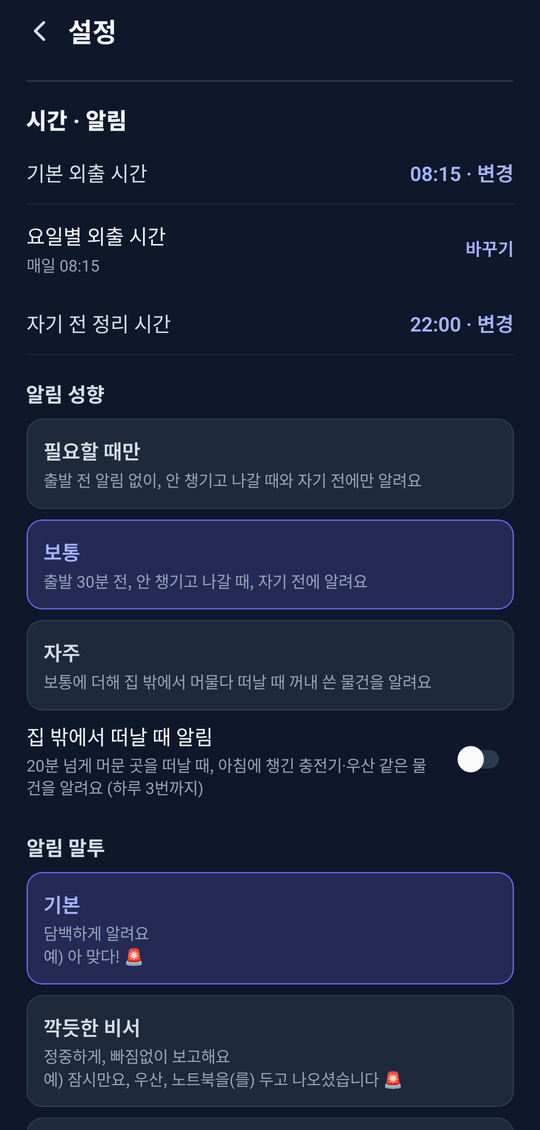 설정
시간 · 알림
기본 외출 시간
08:15 · 변경
요일별 외출 시간
매일 08:15
바꾸기
자기 전 정리 시간
22:00 · 변경
알림 성향
필요할 때만
출발 전 알림 없이, 안 챙기고 나갈 때와 자기 전에만 알려요
보통
출발 30분 전, 안 챙기고 나갈 때, 자기 전에 알려요
자주
보통에 더해 집 밖에서 머물다 떠날 때 꺼내 쓴 물건을 알려요
집 밖에서 떠날 때 알림
20분 넘게 머문 곳을 떠날 때, 아침에 챙긴 충전기·우산 같은 물
건을 알려요 (하루 3번까지)
알림 말투
기본
담백하게 알려요
예) 아 맞다! 🚨
깍듯한 비서
정중하게, 빠짐없이 보고해요
예) 잠시만요, 우산, 노트북을(를) 두고 나오셨습니다 🚨